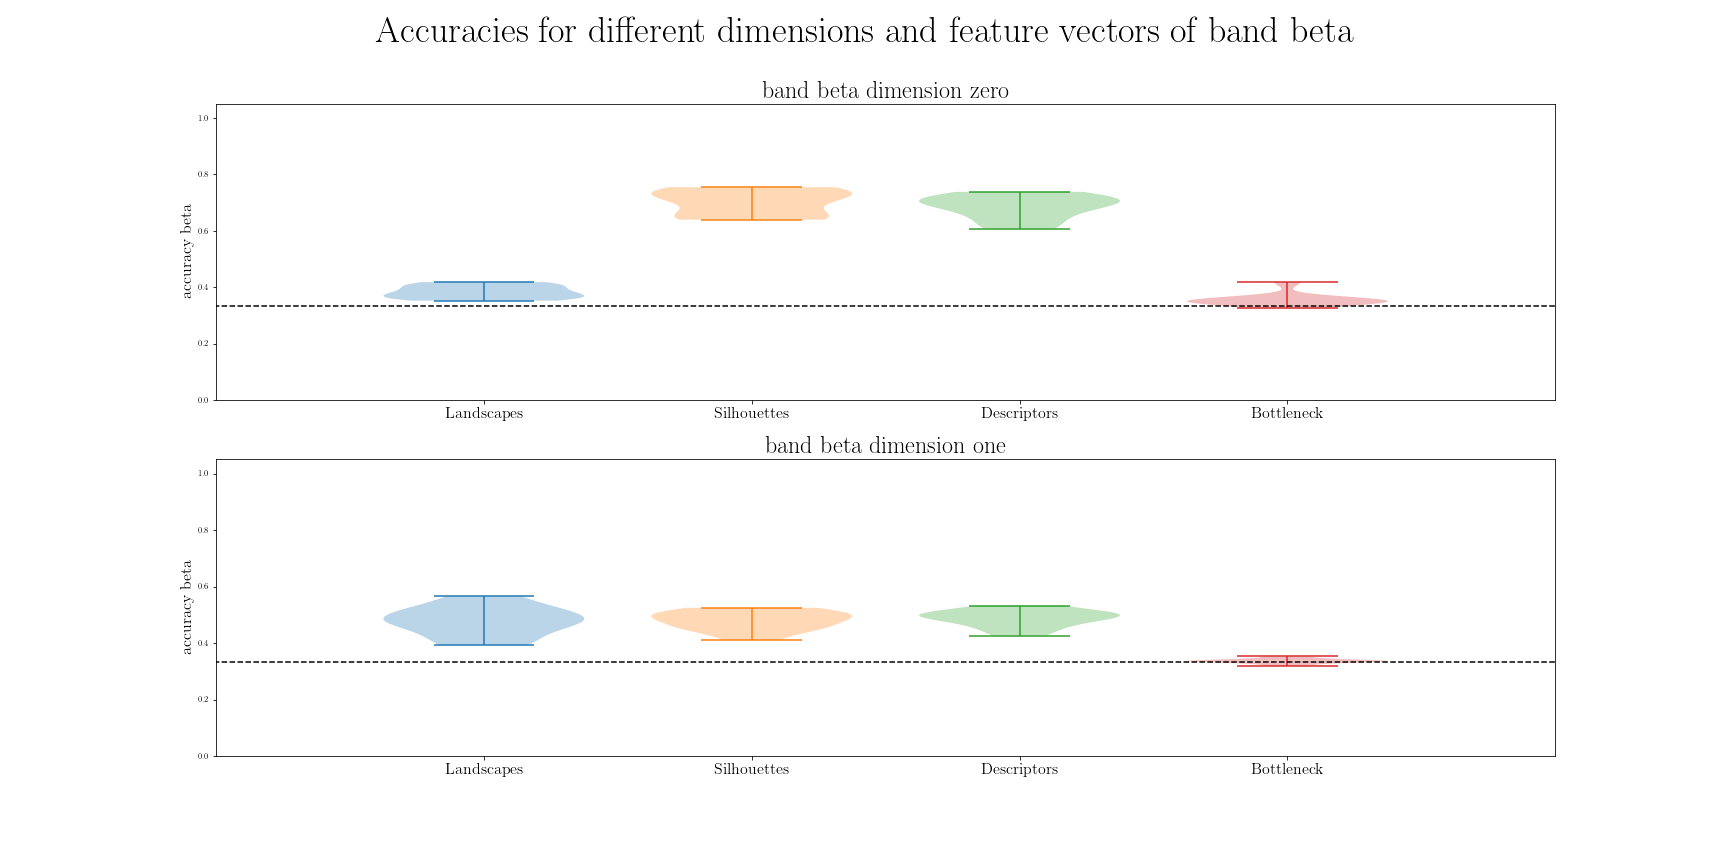 Accuracies for different dimensions and feature vectors of band beta
band beta dimension zero
accuracy beta
1.0
0.8
0.6
0.4
0.2
0.0
Landscapes Silhouettes Descriptors Bottleneck
band beta dimension one
accuracy beta
1.0
0.8
0.6
0.4
0.2
0.0
Landscapes Silhouettes Descriptors Bottleneck